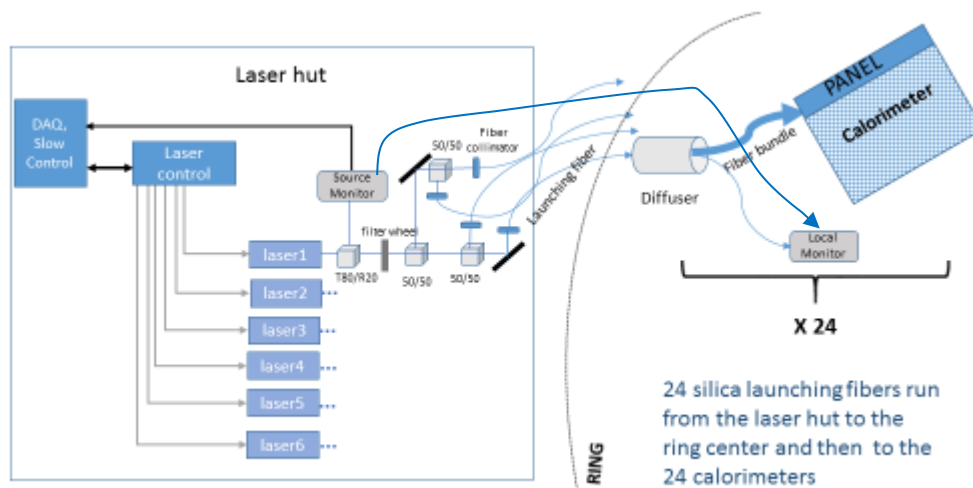 Laser hut
DAQ,
Slow
Control
Laser
control
Source
Monitor
50/50
Fiber
collimator
Launching fiber
filter wheel
laser1
T80/R20
50/50
50/50
laser2
laser3
laser4
laser5
laser6
RING
PANEL
Calorimeter
Fiber bundle
Diffuser
Local
Monitor
X 24
24 silica launching fibers run
from the laser hut to the
ring center and then to the
24 calorimeters